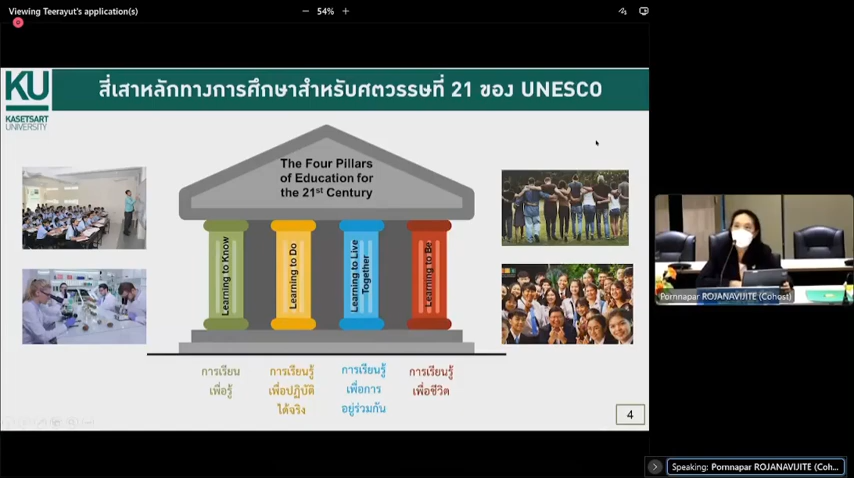 Viewing Teerayut's application(s)
54%
KU
KASETSART
UNIVERSITY
สี่เสาหลักทางการศึกษาสำหรับศตวรรษที่ 21 ของ UNESCO
The Four Pillars
of Education for
the 21st Century
Learning to Know
Learning to Do
Learning to Live
Together
Learning to Be
การเรียน
เพื่อรู้
การเรียนรู้
เพื่อปฏิบัติ
ได้จริง
การเรียนรู้
เพื่อการ
อยู่ร่วมกัน
การเรียนรู้
เพื่อชีวิต
4
Pornnapar ROJANAVIJITE (Cohost)
Speaking: Pornnapar ROJANAVIJITE (Coh...